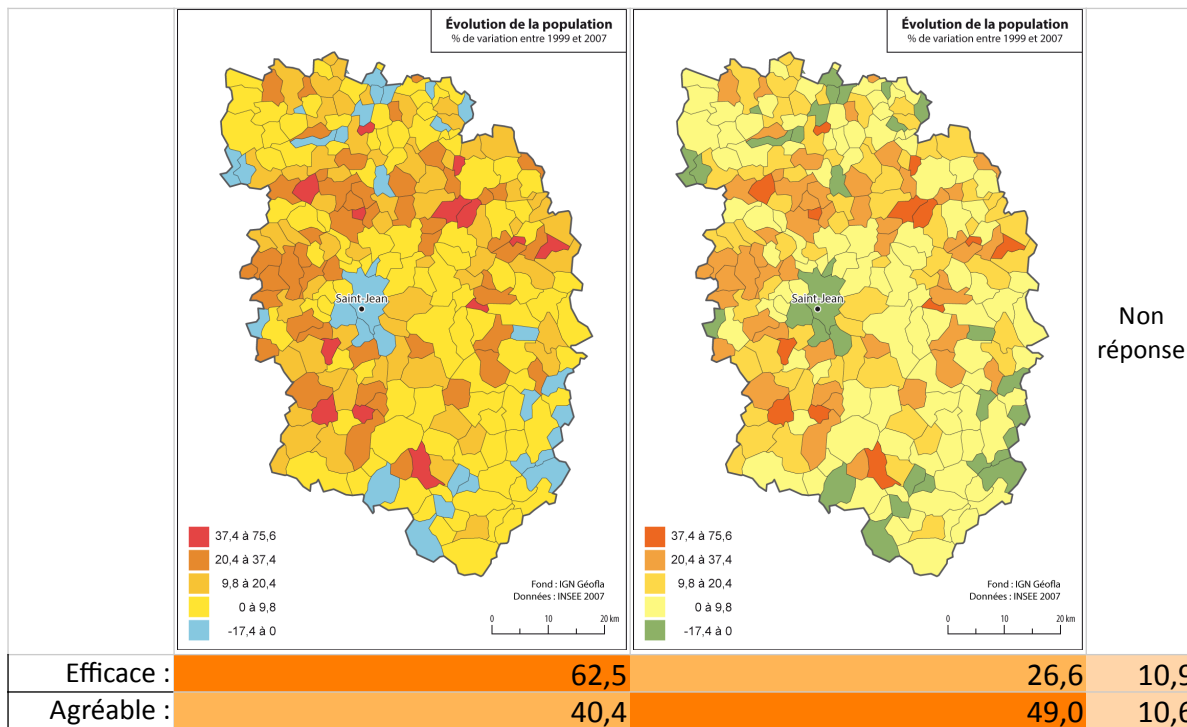 Évolution de la population
% de variation entre 1999 et 2007
Saint-Jean
37,4 à 75,6
20,4 à 37,4
9,8 à 20,4
0 à 9,8
-17,4 à 0
Fond : IGN Géofla
Données : INSEE 2007
0 10 20 km
Évolution de la population
% de variation entre 1999 et 2007
Saint-Jean
37,4 à 75,6
20,4 à 37,4
9,8 à 20,4
0 à 9,8
-17,4 à 0
Fond : IGN Géofla
Données : INSEE 2007
0 10 20 km
Non
réponse
Efficace : 62,5 26,6 10,9
Agréable : 40,4 49,0 10,6